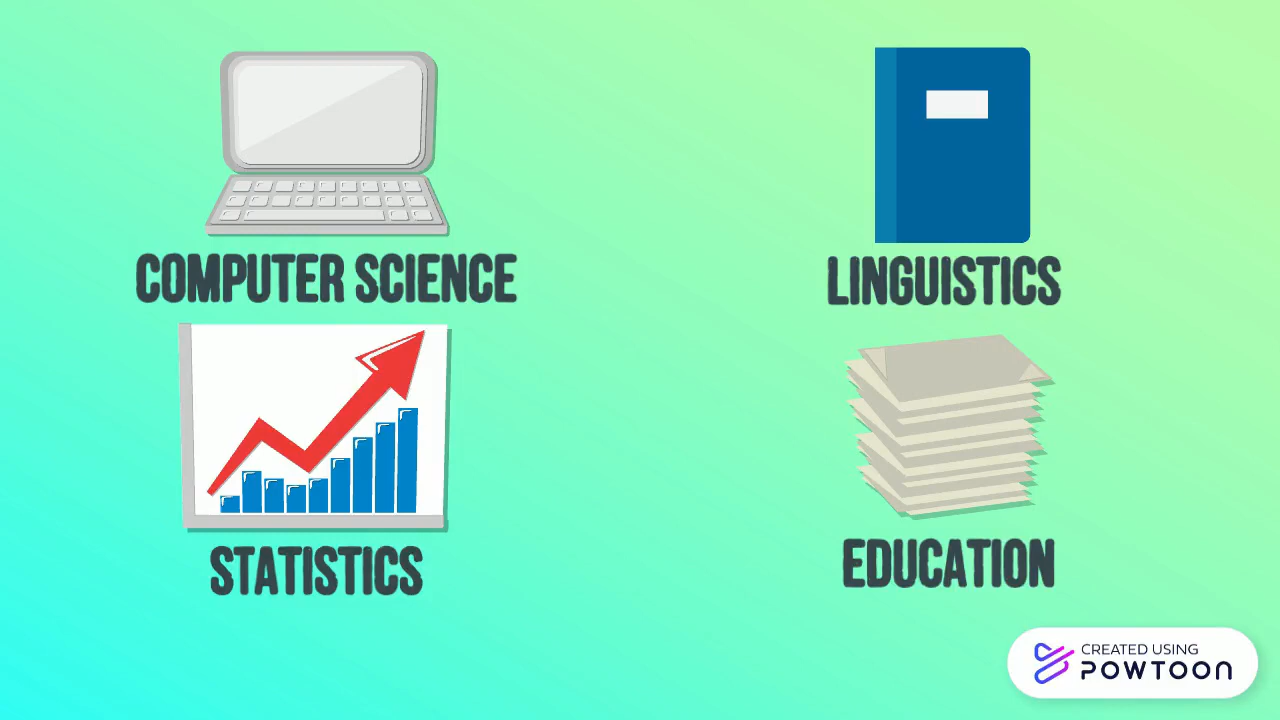 COMPUTER SCIENCE
LINGUISTICS
STATISTICS
EDUCATION
CREATED USING
POWTOON